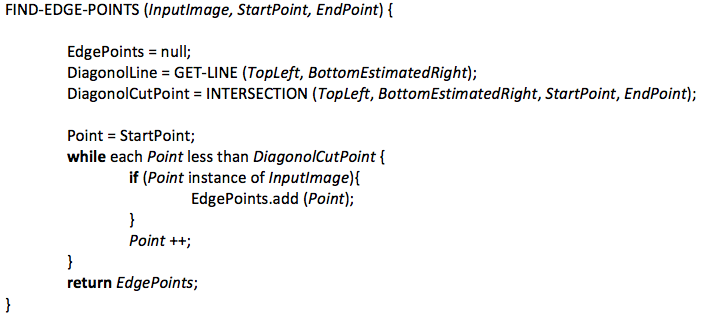 FIND-EDGE-POINTS (InputImage, StartPoint, EndPoint) {
EdgePoints = null;
DiagonolLine = GET-LINE (TopLeft, BottomEstimatedRight);
DiagonolCutPoint = INTERSECTION (TopLeft, BottomEstimatedRight, StartPoint, EndPoint);
Point = StartPoint;
while each Point less than DiagonolCutPoint {
if (Point instance of InputImage){
EdgePoints.add (Point);
}
Point ++;
}
return EdgePoints;
}